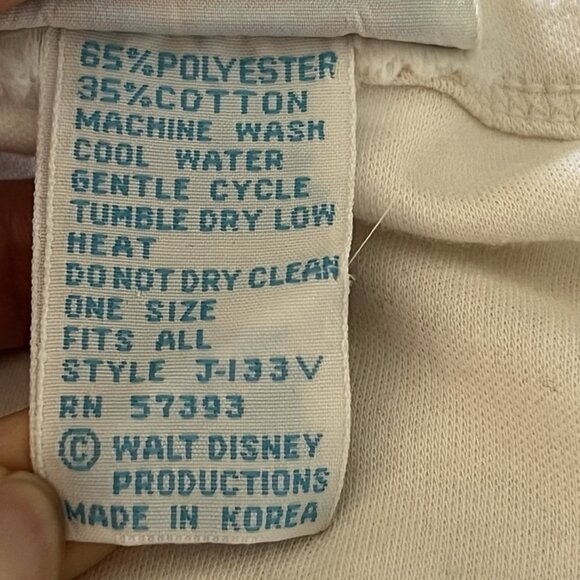 65%POLYESTER
35%COTTON
MACHINE WASH
COOL WATER
GENTLE CYCLE
TUMBLE DRY LOW
HEAT
DO NOT DRY CLEAN
ONE SIZE
FITS ALL
STYLE J-133V
RN 57393
© WALT DISNEY
PRODUCTIONS
MADE IN KOREA